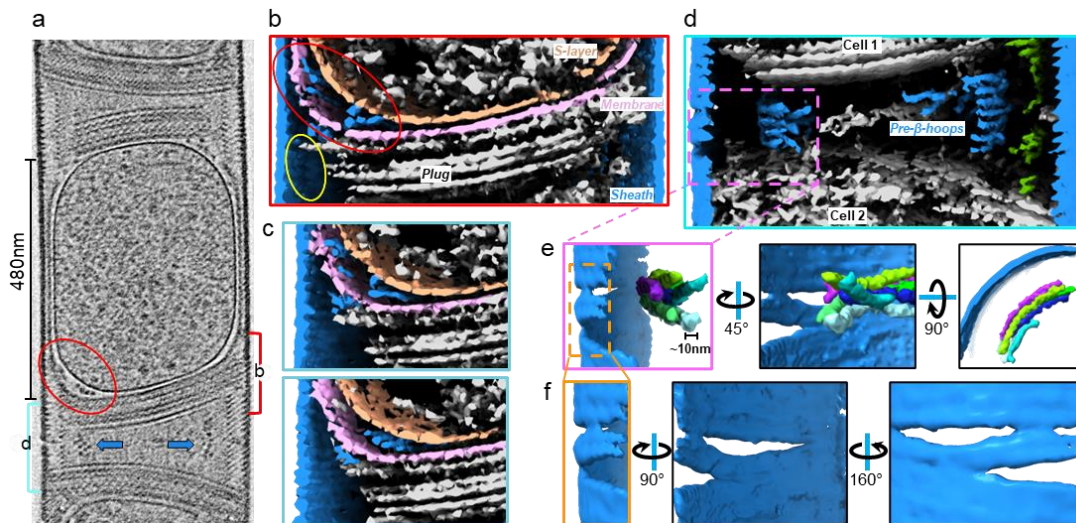 a
480nm
b
d
b
S-layer
Membrane
Plug
Sheath
c
d
Cell 1
Pre-β-hoops
Cell 2
e
~10nm
45°
90°
f
90°
160°